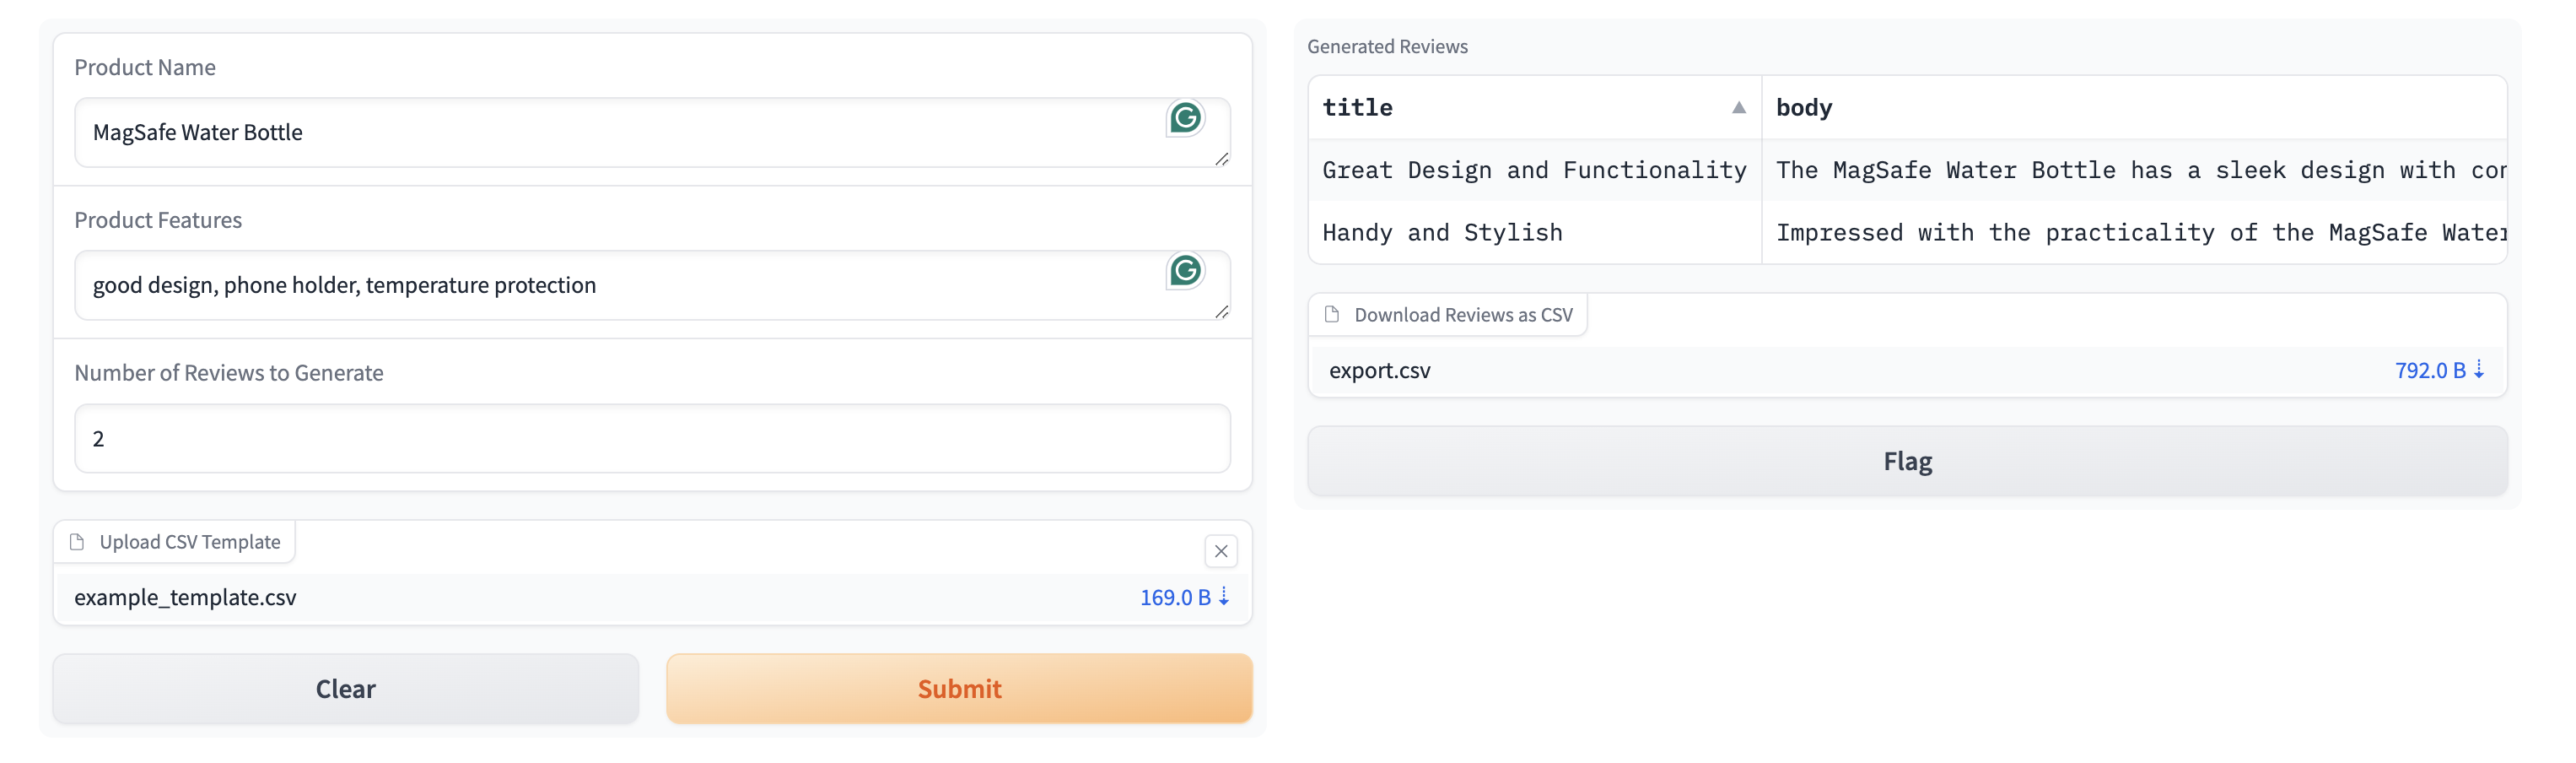 Product Name
MagSafe Water Bottle
Product Features
good design, phone holder, temperature protection
Number of Reviews to Generate
2
Upload CSV Template
example_template.csv
169.0 B ⇣
Clear
Submit
Generated Reviews
title ▲ body
Great Design and Functionality The MagSafe Water Bottle has a sleek design with
Handy and Stylish Impressed with the practicality of the MagSafe Water
Download Reviews as CSV
export.csv
792.0 B ⇣
Flag